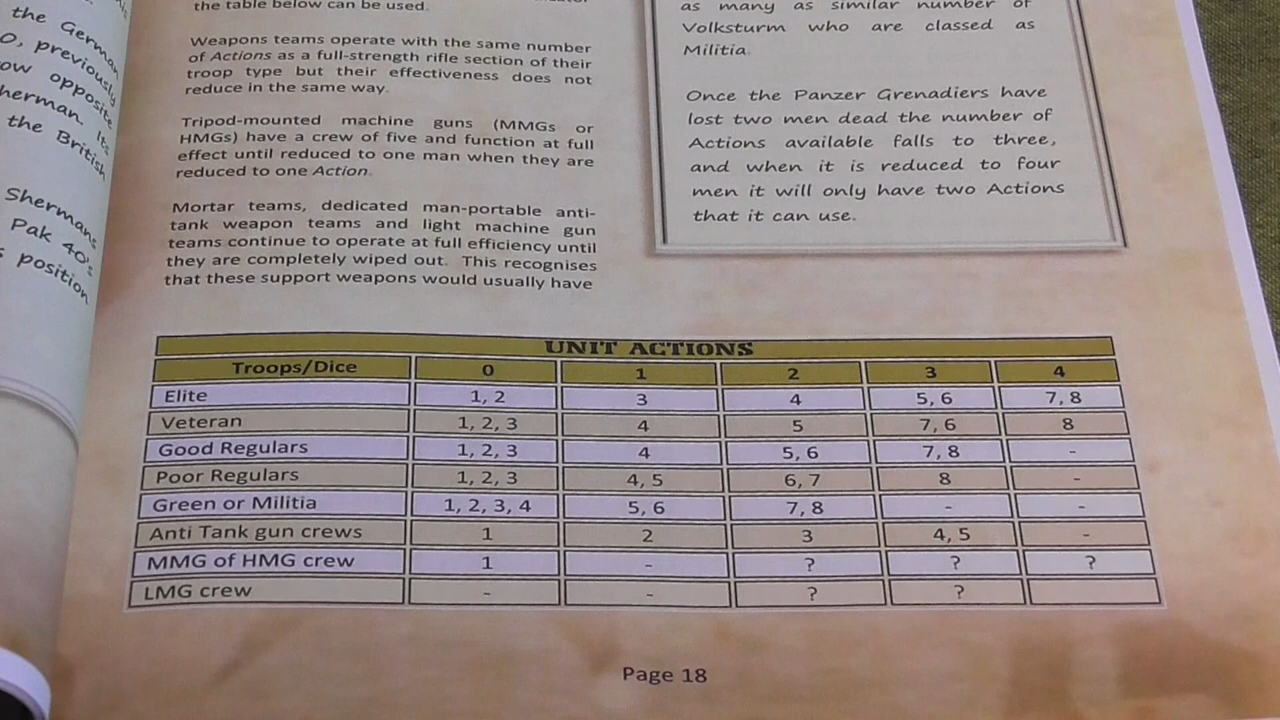 the German
O, previously
ow opposite
herman. Its
the British
Shermans
Pak 40's
position
the table below can be used.
Weapons teams operate with the same number
of Actions as a full-strength rifle section of their
troop type but their effectiveness does not
reduce in the same way.
Tripod-mounted machine guns (MMGs or
HMGs) have a crew of five and function at full
effect until reduced to one man when they are
reduced to one Action.
Mortar teams, dedicated man-portable anti-
tank weapon teams and light machine gun
teams continue to operate at full efficiency until
they are completely wiped out. This recognises
that these support weapons would usually have
as many as similar number of
Volksturm who are classed as
Militia.
Once the Panzer Grenadiers have
lost two men dead the number of
Actions available falls to three,
and when it is reduced to four
men it will only have two Actions
that it can use.
UNIT ACTIONS
Troops/Dice 0 1 2 3 4
Elite 1, 2 3 4 5, 6 7, 8
Veteran 1, 2, 3 4 5 7, 6 8
Good Regulars 1, 2, 3 4 5, 6 7, 8 -
Poor Regulars 1, 2, 3 4, 5 6, 7 8 -
Green or Militia 1, 2, 3, 4 5, 6 7, 8 - -
Anti Tank gun crews 1 2 3 4, 5 -
MMG of HMG crew 1 - ? ? ?
LMG crew - - ? ?
Page 18